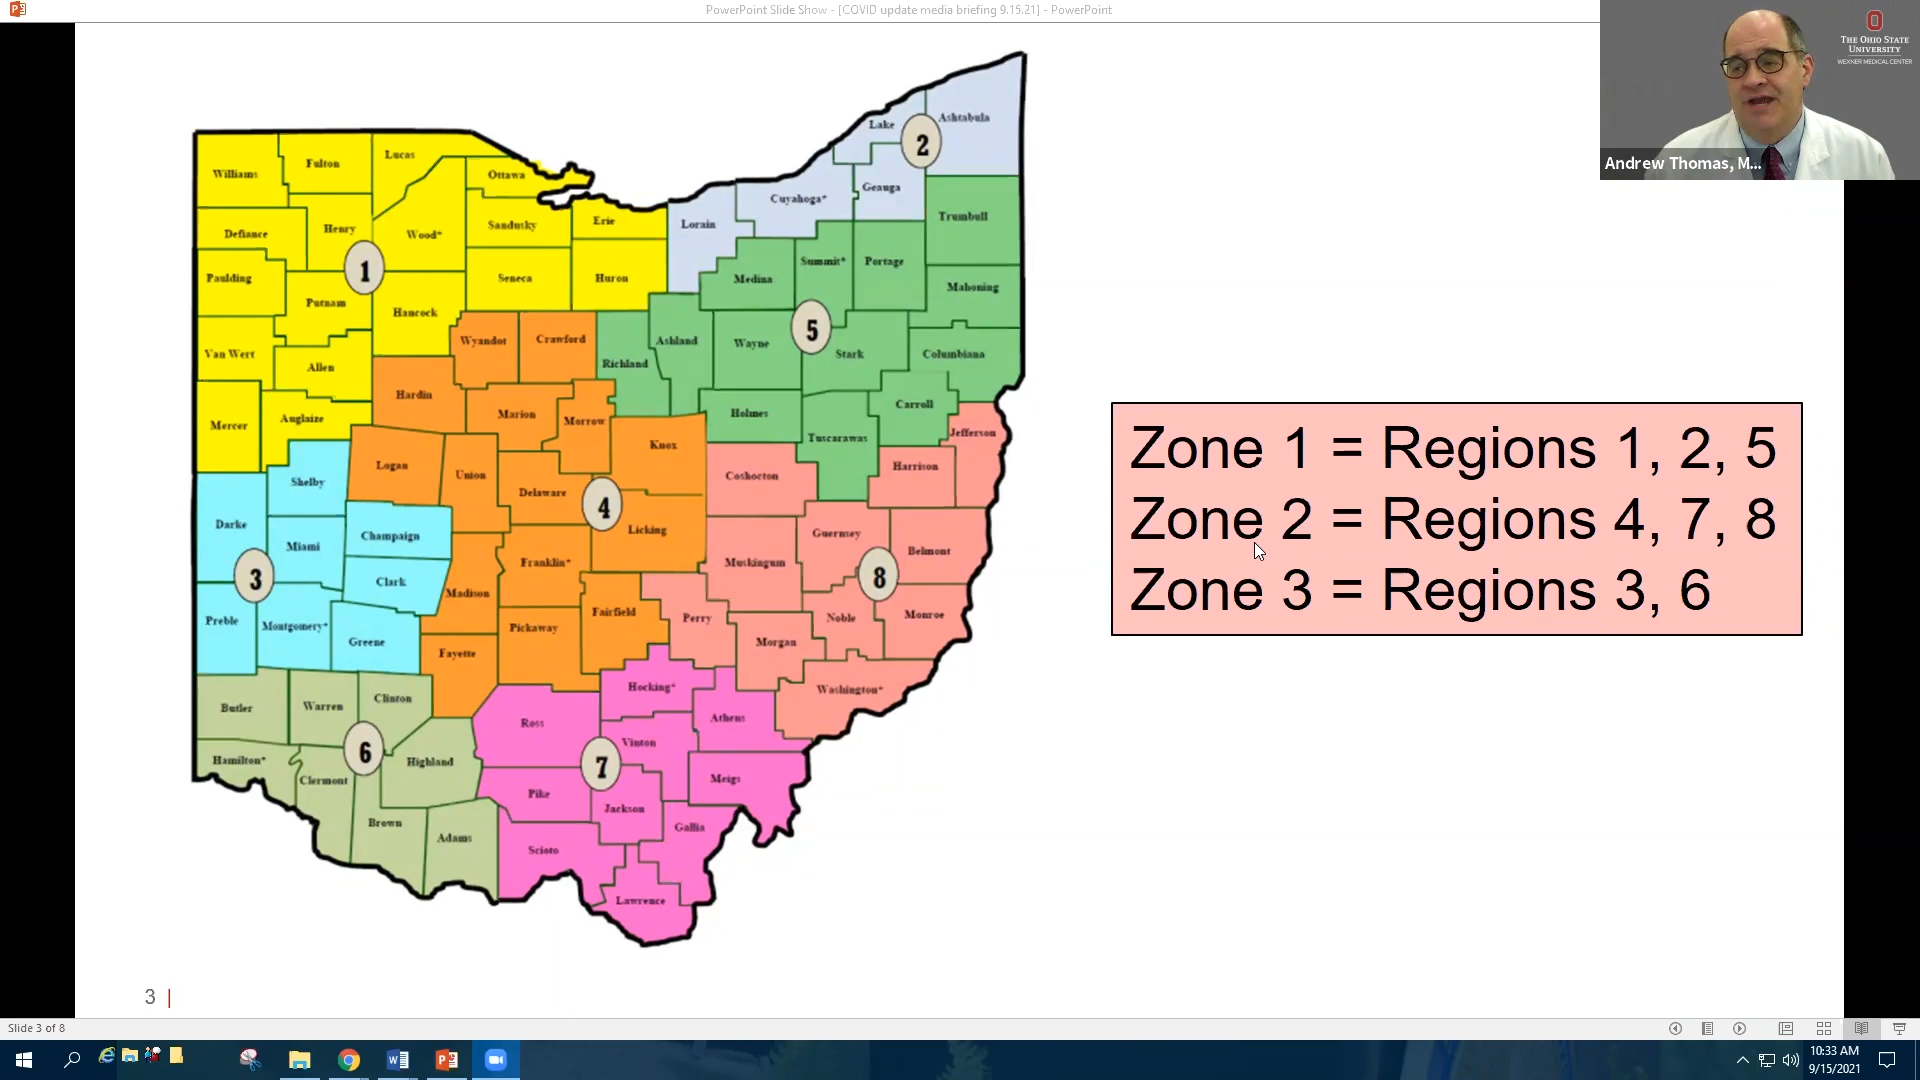 PowerPoint Slide Show - [COVID update media briefing 9.15.21] - PowerPoint
THE OHIO STATE
UNIVERSITY
WEXNER MEDICAL CENTER
Andrew Thomas, M...
Ashtabula
Lake
2
Geauga
Cuyahoga*
Lorain
Trumbull
Williams
Fulton
Lucas
Ottawa
Defiance
Henry
Wood*
Sandusky
Erie
1
Paulding
Putnam
Hancock
Seneca
Huron
Van Wert
Allen
Mercer
Auglaize
Medina
Summit*
Portage
Mahoning
5
Richland
Ashland
Wayne
Stark
Columbiana
Holmes
Tuscarawas
Carroll
Wyandot
Crawford
Hardin
Marion
Morrow
Knox
Logan
Union
Delaware
4
Licking
Franklin*
Madison
Fairfield
Pickaway
Fayette
Shelby
Darke
Miami
Champaign
Clark
3
Preble
Montgomery*
Greene
Jefferson
Harrison
Coshocton
Guernsey
Belmont
Muskingum
8
Perry
Noble
Monroe
Morgan
Washington*
Butler
Warren
Clinton
6
Hamilton*
Clermont
Highland
Brown
Adams
Hocking*
Ross
Athens
Vinton
7
Meigs
Pike
Jackson
Gallia
Scioto
Lawrence
Zone 1 = Regions 1, 2, 5
Zone 2 = Regions 4, 7, 8
Zone 3 = Regions 3, 6
3 |
Slide 3 of 8
10:33 AM
9/15/2021